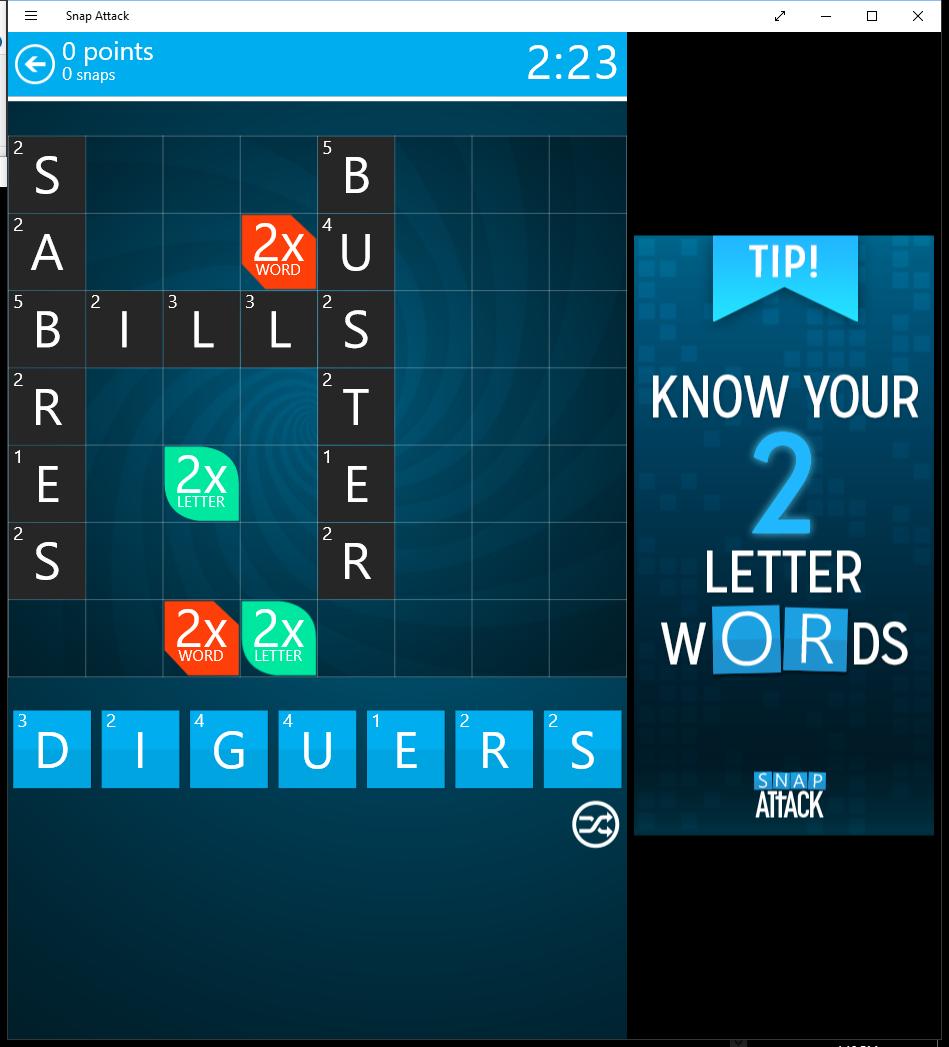 Snap Attack
0 points
0 snaps
2:23
2 S
5 B
2 A
2x
WORD
4 U
5 B 2 I 3 L 3 L 2 S
2 R
2 T
1 E
2x
LETTER
1 E
2 S
2 R
2x
WORD
2x
LETTER
3 D 2 I 4 G 4 U 1 E 2 R 2 S
TIP!
KNOW YOUR
2
LETTER
WORDS
SNAP
ATTACK